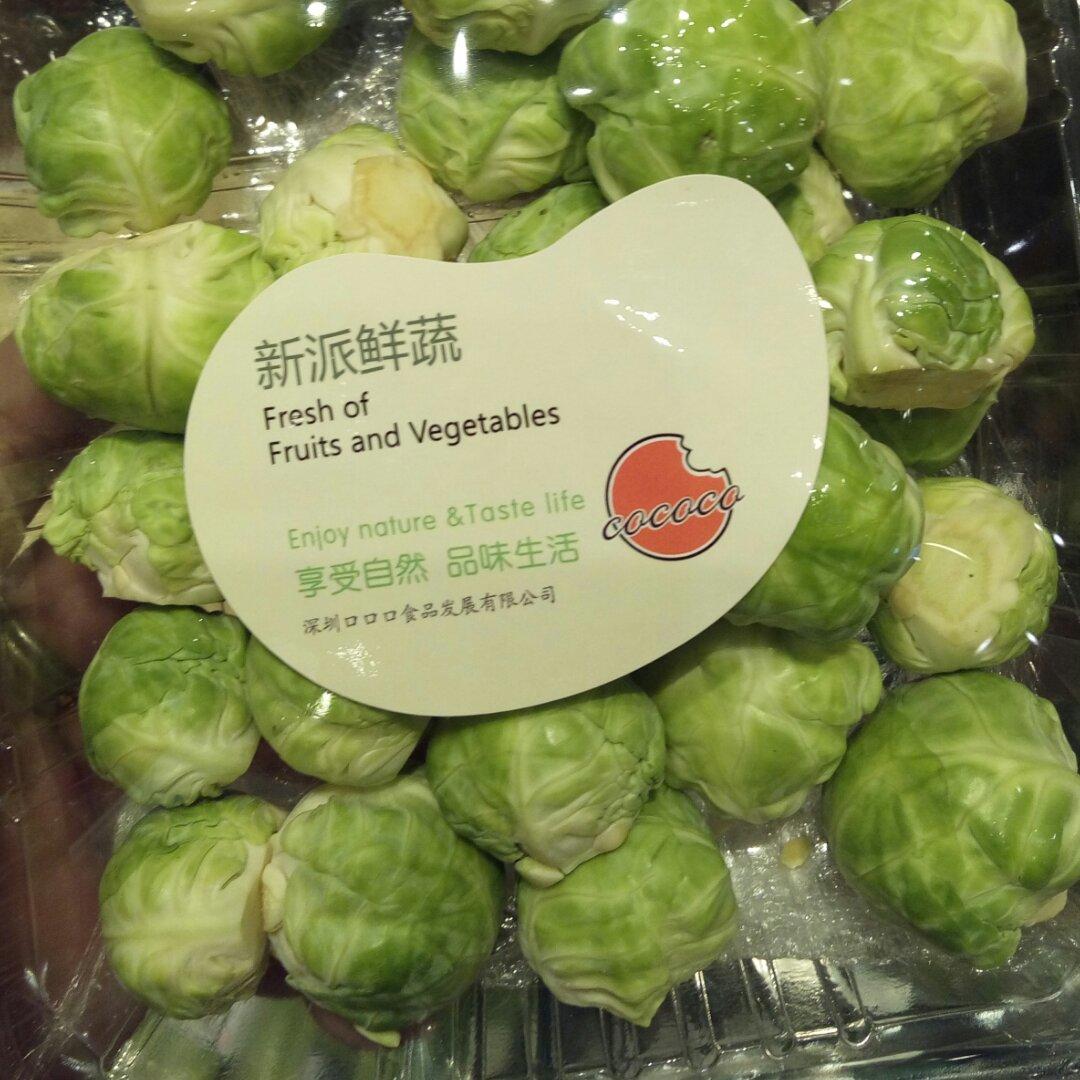 新派鲜蔬
Fresh of
Fruits and Vegetables
Enjoy nature &Taste life
享受自然 品味生活
深圳口口口食品发展有限公司
cococo